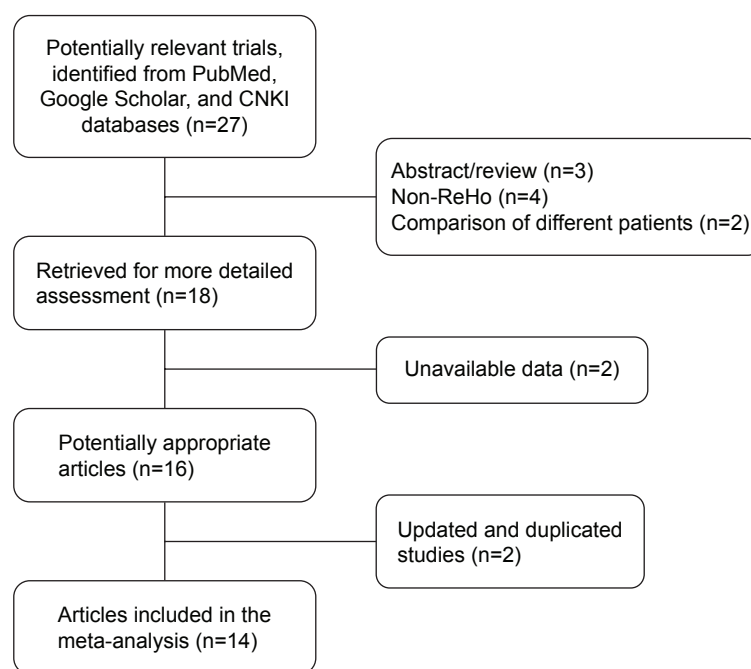 Potentially relevant trials,
identified from PubMed,
Google Scholar, and CNKI
databases (n=27)
Abstract/review (n=3)
Non-ReHo (n=4)
Comparison of different patients (n=2)
Retrieved for more detailed
assessment (n=18)
Unavailable data (n=2)
Potentially appropriate
articles (n=16)
Updated and duplicated
studies (n=2)
Articles included in the
meta-analysis (n=14)